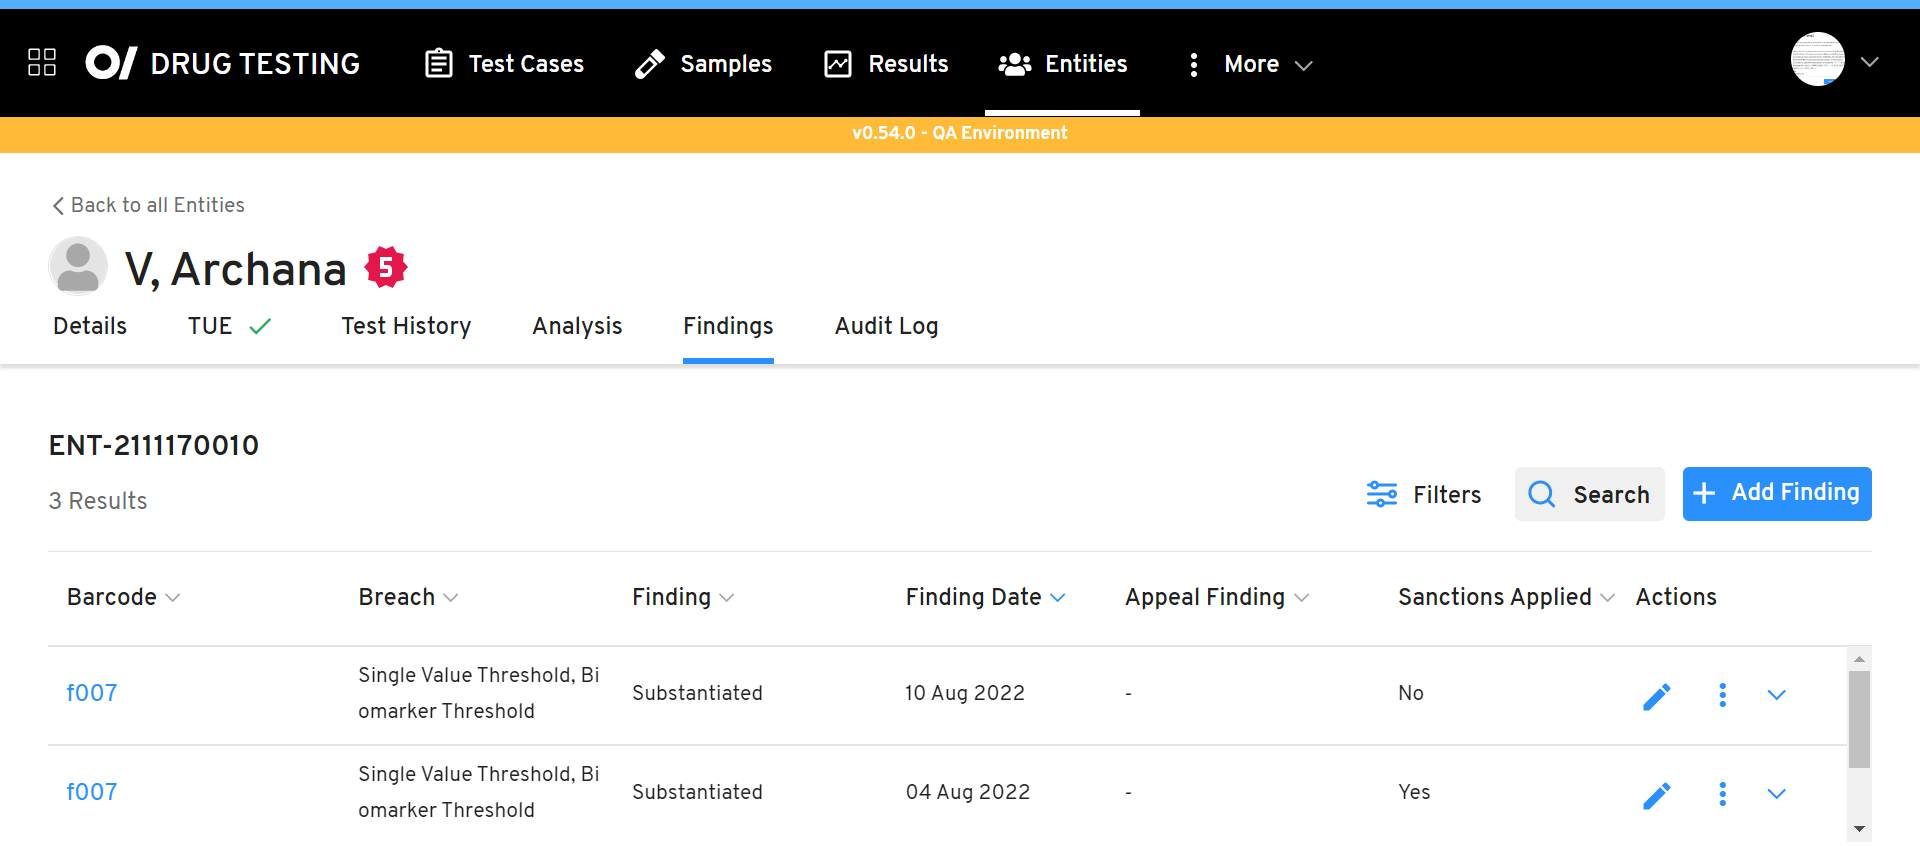 DRUG TESTING Test Cases Samples Results Entities More
v0.54.0 - QA Environment
Back to all Entities
V, Archana 5
Details TUE Test History Analysis Findings Audit Log
ENT-2111170010
3 Results
Filters Search Add Finding
Barcode Breach Finding Finding Date Appeal Finding Sanctions Applied Actions
f007 Single Value Threshold, Bi Substantiated 10 Aug 2022 - No
omarker Threshold
f007 Single Value Threshold, Bi Substantiated 04 Aug 2022 - Yes
omarker Threshold